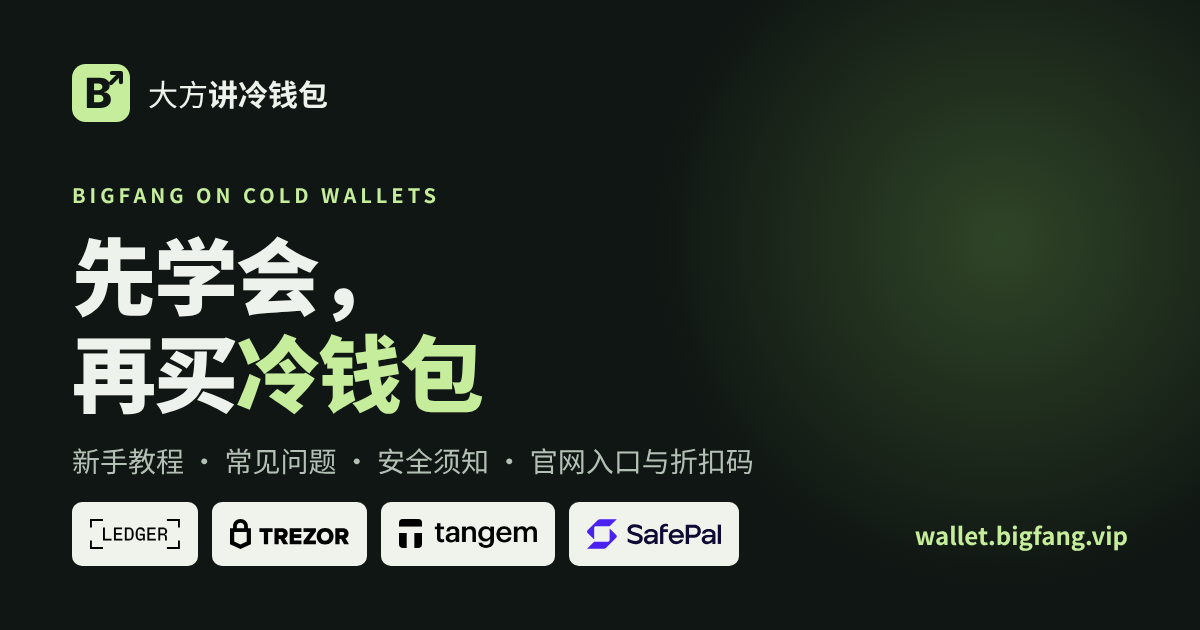 B
大方讲冷钱包
BIGFANG ON COLD WALLETS
先学会，
再买冷钱包
新手教程 · 常见问题 · 安全须知 · 官网入口与折扣码
LEDGER TREZOR tangem SafePal
wallet.bigfang.vip